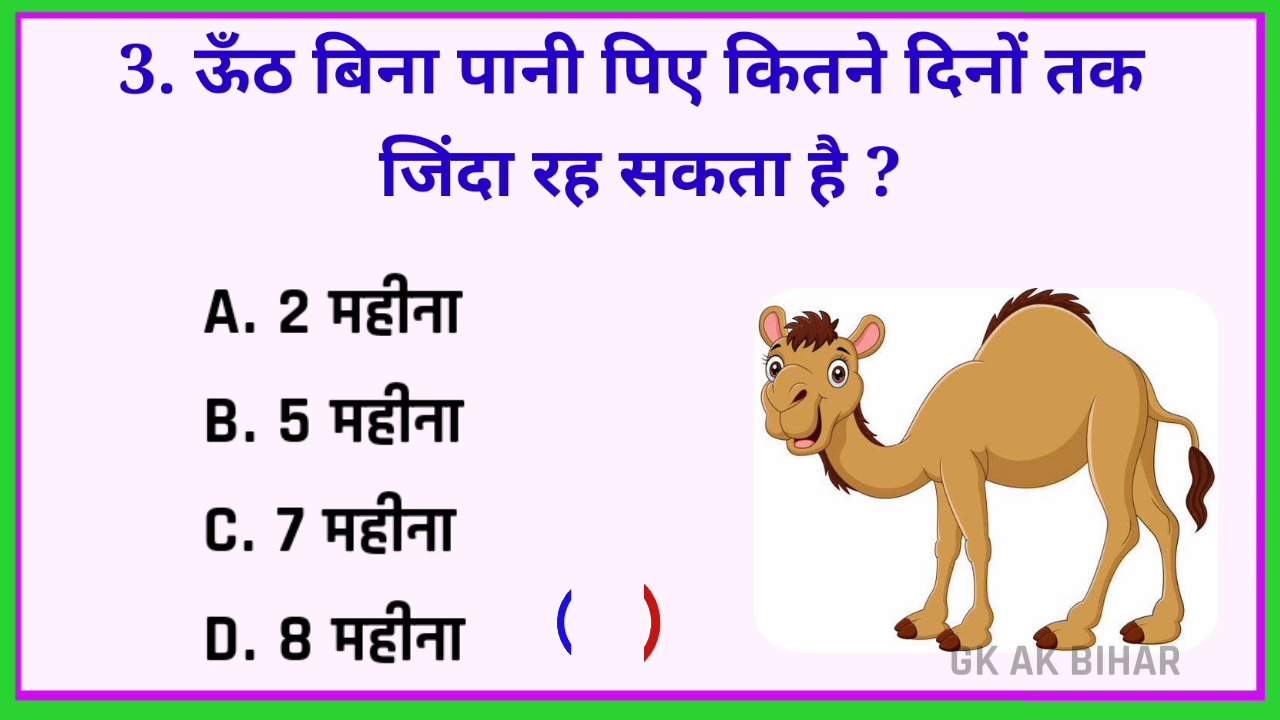 3. ऊँठ बिना पानी पिए कितने दिनों तक
जिंदा रह सकता है ?
A. 2 महीना
B. 5 महीना
C. 7 महीना
D. 8 महीना
( )
GK AK BIHAR